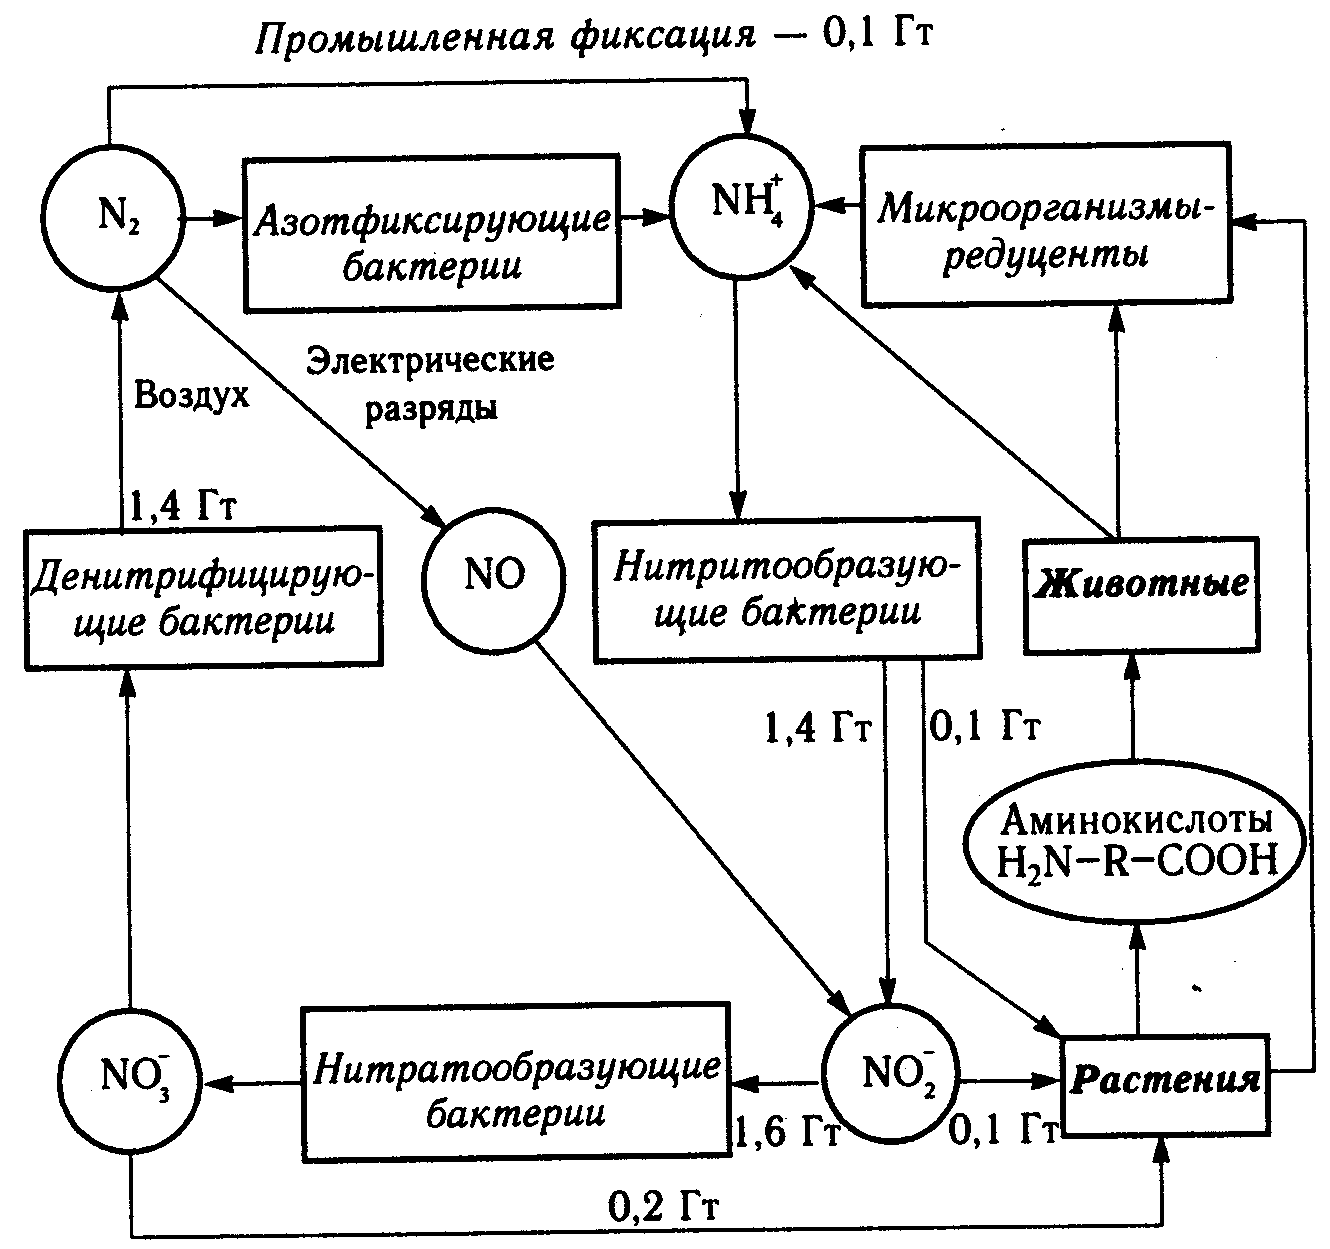 Промышленная фиксация — 0,1 Гт
N₂
Азотфиксирующие
бактерии
NH₄⁺
Микроорганизмы-
редуценты
Электрические
разряды
Воздух
1,4 Гт
Денитрифицирую-
щие бактерии
NO
Нитритообразую-
щие бактерии
Животные
1,4 Гт
0,1 Гт
Аминокислоты
H₂N−R−COOH
NO₃⁻
Нитратообразующие
бактерии
1,6 Гт
NO₂⁻
0,1 Гт
Растения
0,2 Гт